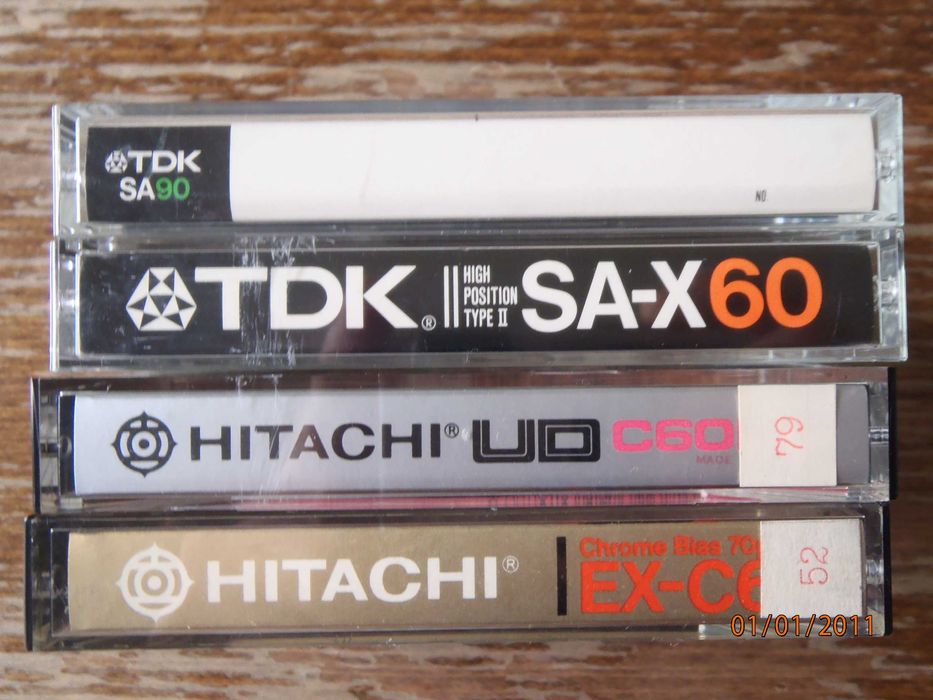 TDK
SA90
NO.
TDK®
HIGH
POSITION
TYPE II
SA-X60
HITACHI® UD C60
MADE
79
HITACHI®
Chrome Bias
EX-C6
52
01/01/2011